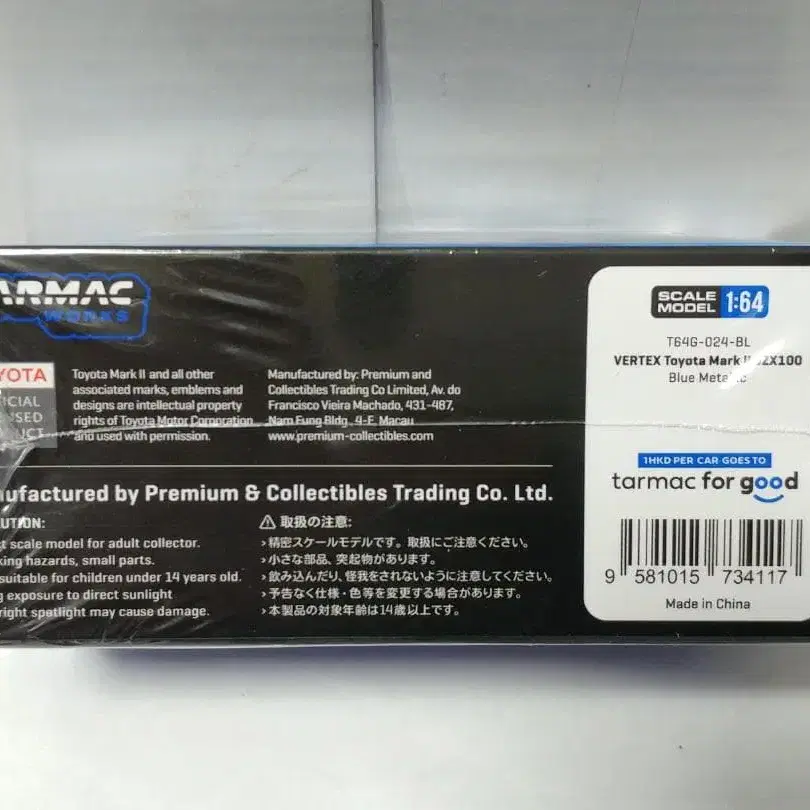 ARMAC
WORKS
YOTA
CIAL
SED
UCT
Toyota Mark II and all other
associated marks, emblems and
designs are intellectual property
rights of Toyota Motor Corporation
and used with permission.
Manufactured by: Premium and
Collectibles Trading Co Limited, Av. do
Francisco Vieira Machado, 431-487,
Nam Fung Bldg, 4-E, Macau
www.premium-collectibles.com
ufactured by Premium & Collectibles Trading Co. Ltd.
UTION:
t scale model for adult collector.
king hazards, small parts.
suitable for children under 14 years old.
g exposure to direct sunlight
right spotlight may cause damage.
⚠ 取扱の注意:
›精密スケールモデルです。取扱にご注意ください。
›小さな部品、突起物があります。
›飲み込んだり、怪我をされないように注意してください。
›予告なく仕様・色等を変更する場合があります。
›本製品の対象年齢は14歳以上です。
SCALE
MODEL 1:64
T64G-024-BL
VERTEX Toyota Mark II JZX100
Blue Metallic
1HKD PER CAR GOES TO
tarmac for good
9 581015 734117
Made in China